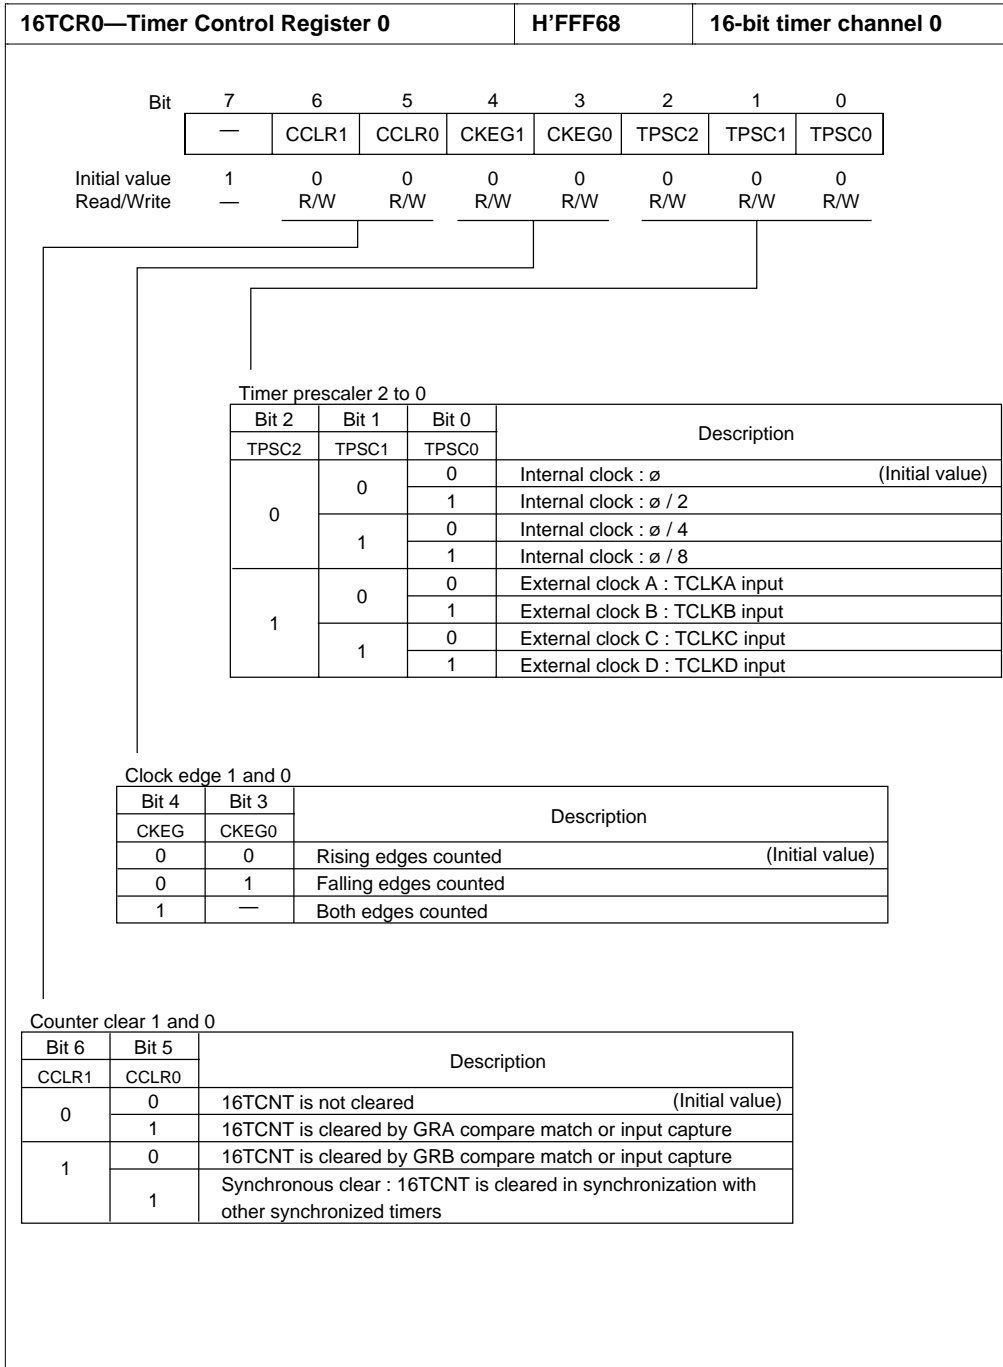 16TCR0—Timer Control Register 0 H'FFF68 16-bit timer channel 0
Bit 7 6 5 4 3 2 1 0
— CCLR1 CCLR0 CKEG1 CKEG0 TPSC2 TPSC1 TPSC0
Initial value 1 0 0 0 0 0 0 0
Read/Write — R/W R/W R/W R/W R/W R/W R/W
Timer prescaler 2 to 0
Bit 2 Bit 1 Bit 0 Description
TPSC2 TPSC1 TPSC0
0 0 0 Internal clock : ø (Initial value)
1 Internal clock : ø / 2
1 0 Internal clock : ø / 4
1 Internal clock : ø / 8
1 0 0 External clock A : TCLKA input
1 External clock B : TCLKB input
1 0 External clock C : TCLKC input
1 External clock D : TCLKD input
Clock edge 1 and 0
Bit 4 Bit 3 Description
CKEG CKEG0
0 0 Rising edges counted (Initial value)
0 1 Falling edges counted
1 — Both edges counted
Counter clear 1 and 0
Bit 6 Bit 5 Description
CCLR1 CCLR0
0 0 16TCNT is not cleared (Initial value)
1 16TCNT is cleared by GRA compare match or input capture
1 0 16TCNT is cleared by GRB compare match or input capture
1 Synchronous clear : 16TCNT is cleared in synchronization with
other synchronized timers